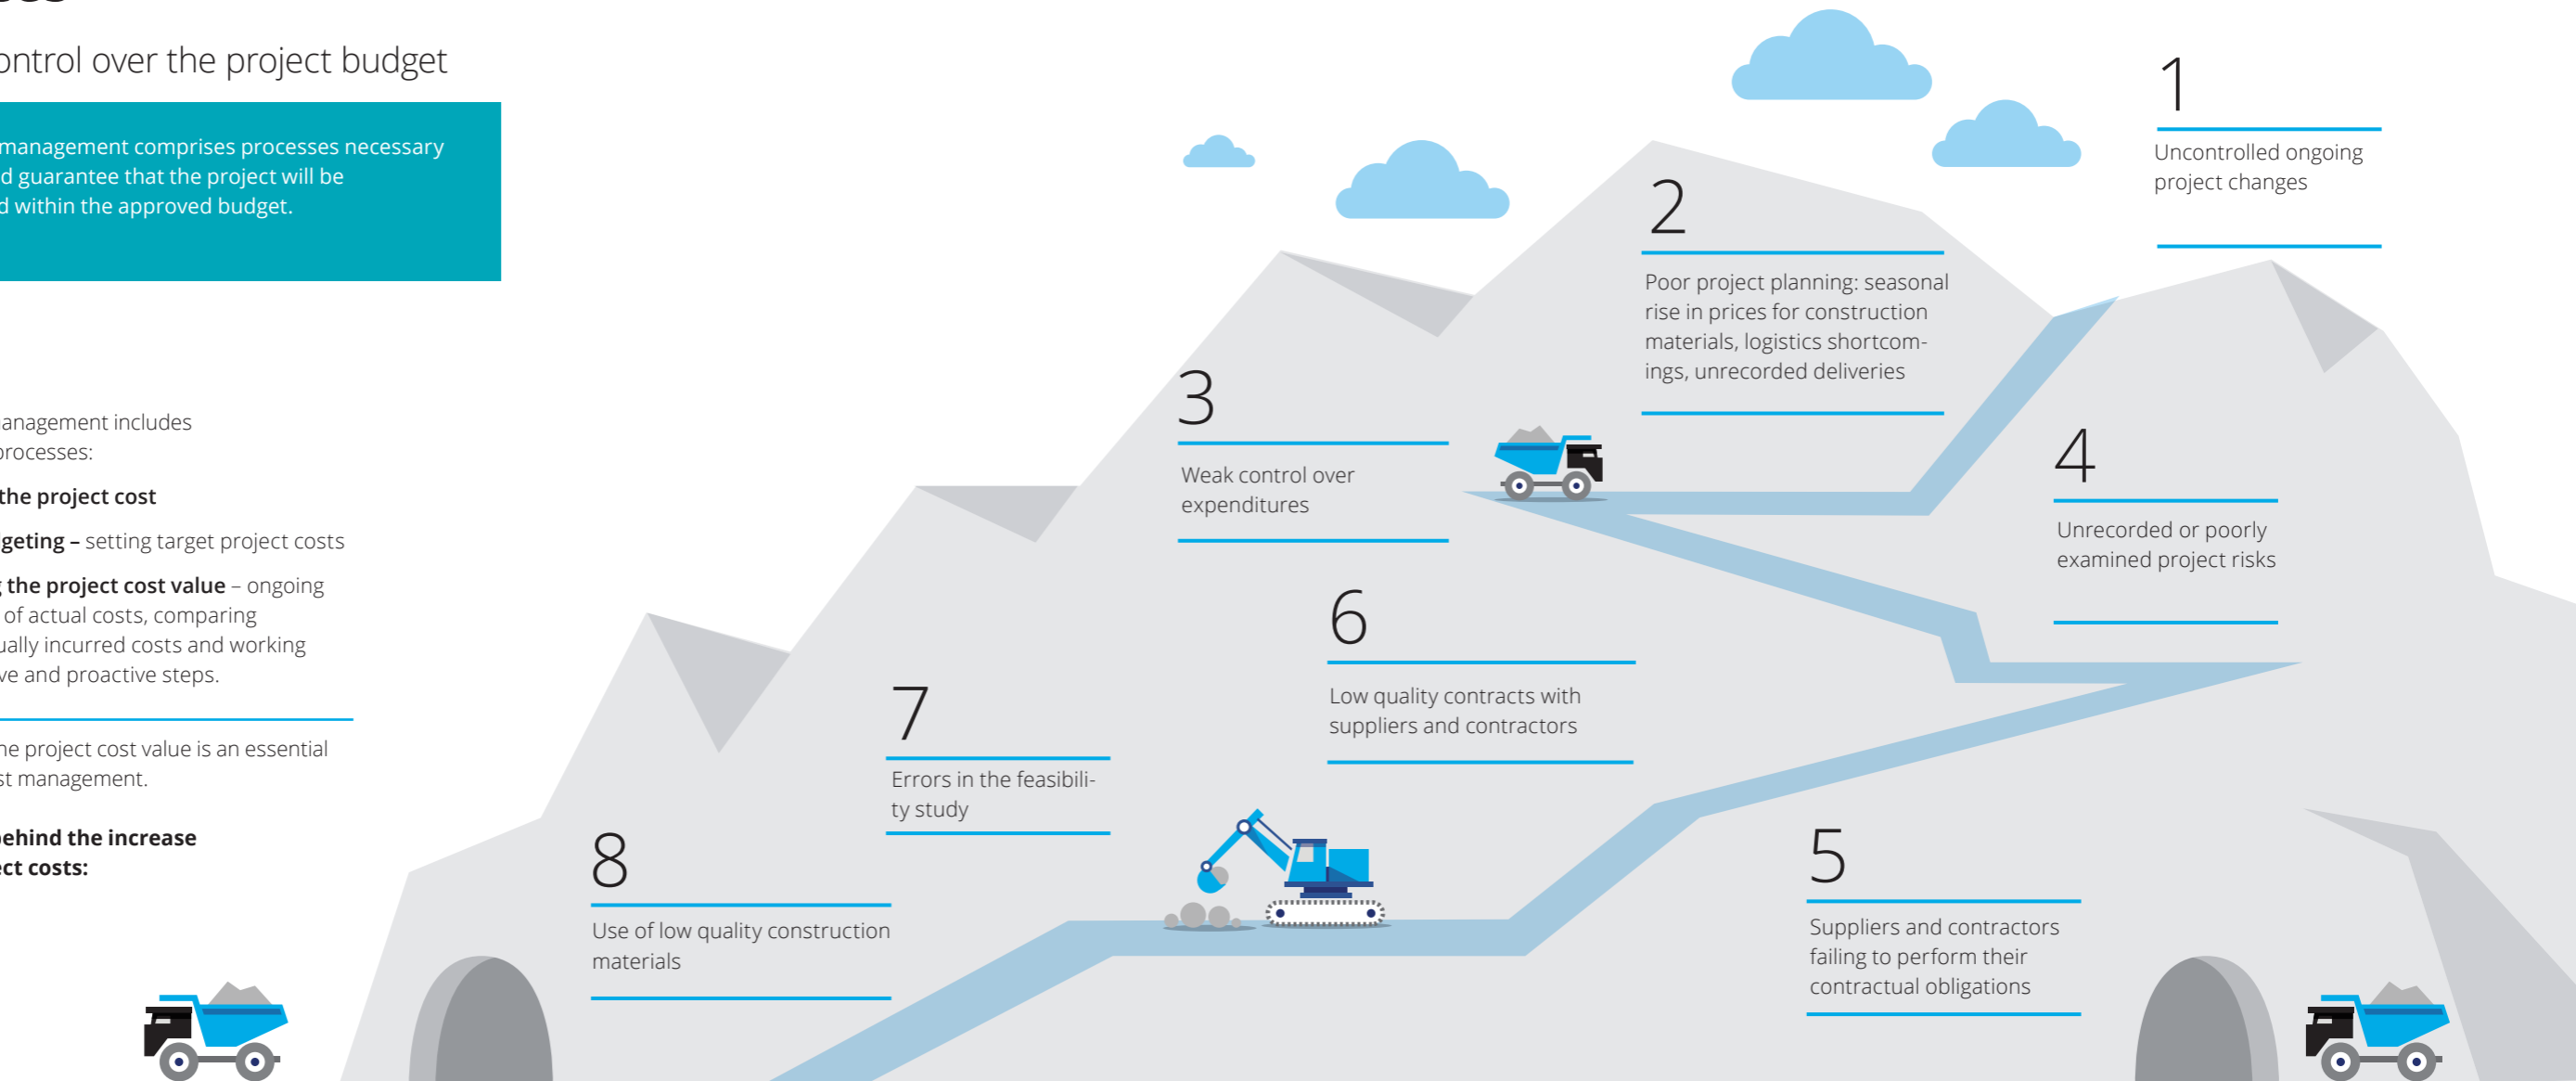 ontrol over the project budget
management comprises processes necessary
d guarantee that the project will be
d within the approved budget.
anagement includes
processes:
the project cost
geting – setting target project costs
the project cost value – ongoing
of actual costs, comparing
ually incurred costs and working
ve and proactive steps.
he project cost value is an essential
st management.
behind the increase
ect costs:
1
Uncontrolled ongoing
project changes
2
Poor project planning: seasonal
rise in prices for construction
materials, logistics shortcom-
ings, unrecorded deliveries
3
Weak control over
expenditures
4
Unrecorded or poorly
examined project risks
5
Suppliers and contractors
failing to perform their
contractual obligations
6
Low quality contracts with
suppliers and contractors
7
Errors in the feasibili-
ty study
8
Use of low quality construction
materials